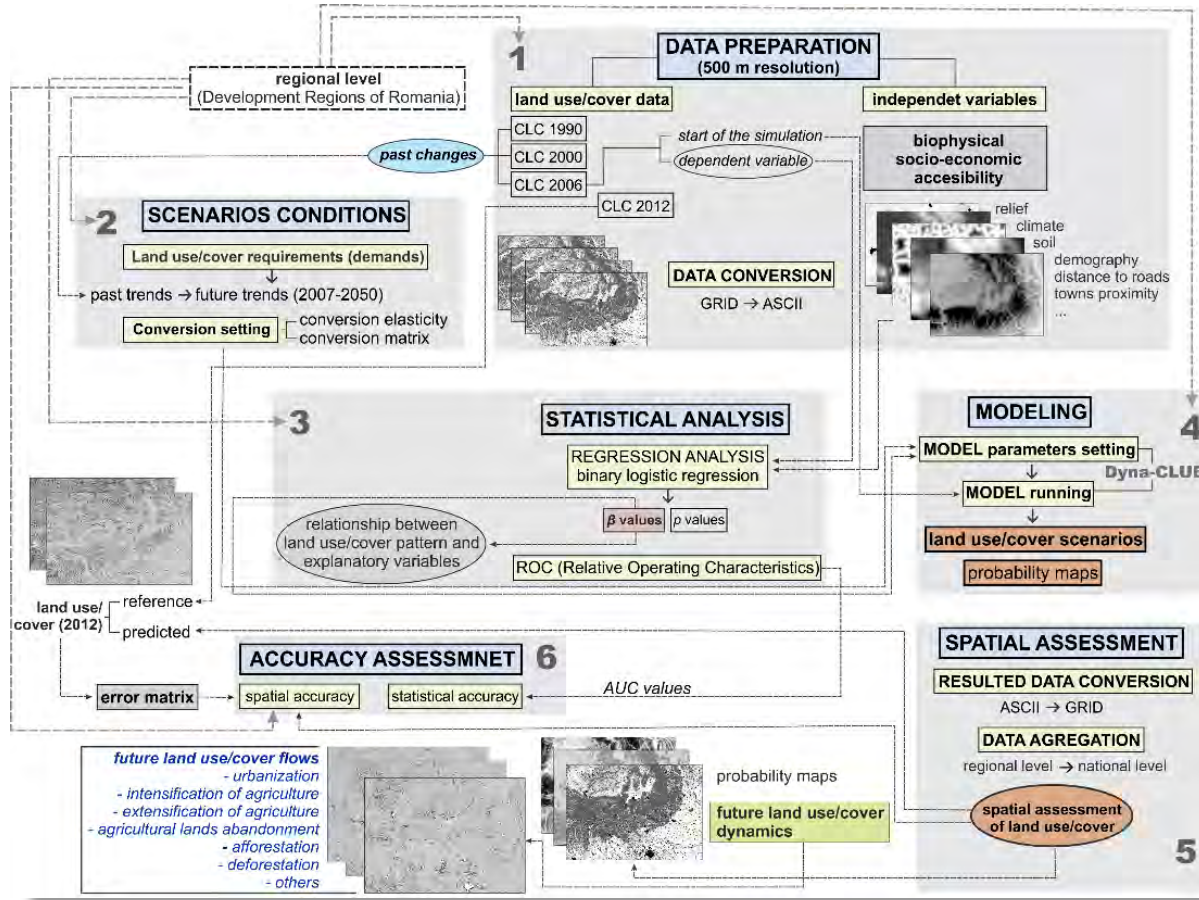 regional level
(Development Regions of Romania)
1
DATA PREPARATION
(500 m resolution)
land use/cover data
independet variables
CLC 1990
CLC 2000
CLC 2006
CLC 2012
past changes
start of the simulation
dependent variable
biophysical
socio-economic
accesibility
relief
climate
soil
demography
distance to roads
towns proximity
...
DATA CONVERSION
GRID → ASCII
2
SCENARIOS CONDITIONS
Land use/cover requirements (demands)
past trends → future trends (2007-2050)
Conversion setting
conversion elasticity
conversion matrix
3
STATISTICAL ANALYSIS
REGRESSION ANALYSIS
binary logistic regression
β values
p values
relationship between
land use/cover pattern and
explanatory variables
ROC (Relative Operating Characteristics)
MODELING
4
MODEL parameters setting
Dyna-CLUE
MODEL running
land use/cover scenarios
probability maps
land use/
cover (2012)
reference
predicted
ACCURACY ASSESSMNET
6
error matrix
spatial accuracy
statistical accuracy
AUC values
SPATIAL ASSESSMENT
RESULTED DATA CONVERSION
ASCII → GRID
DATA AGREGATION
regional level → national level
spatial assessment
of land use/cover
5
probability maps
future land use/cover
dynamics
future land use/cover flows
- urbanization
- intensification of agriculture
- extensification of agriculture
- agricultural lands abandonment
- afforestation
- deforestation
- others